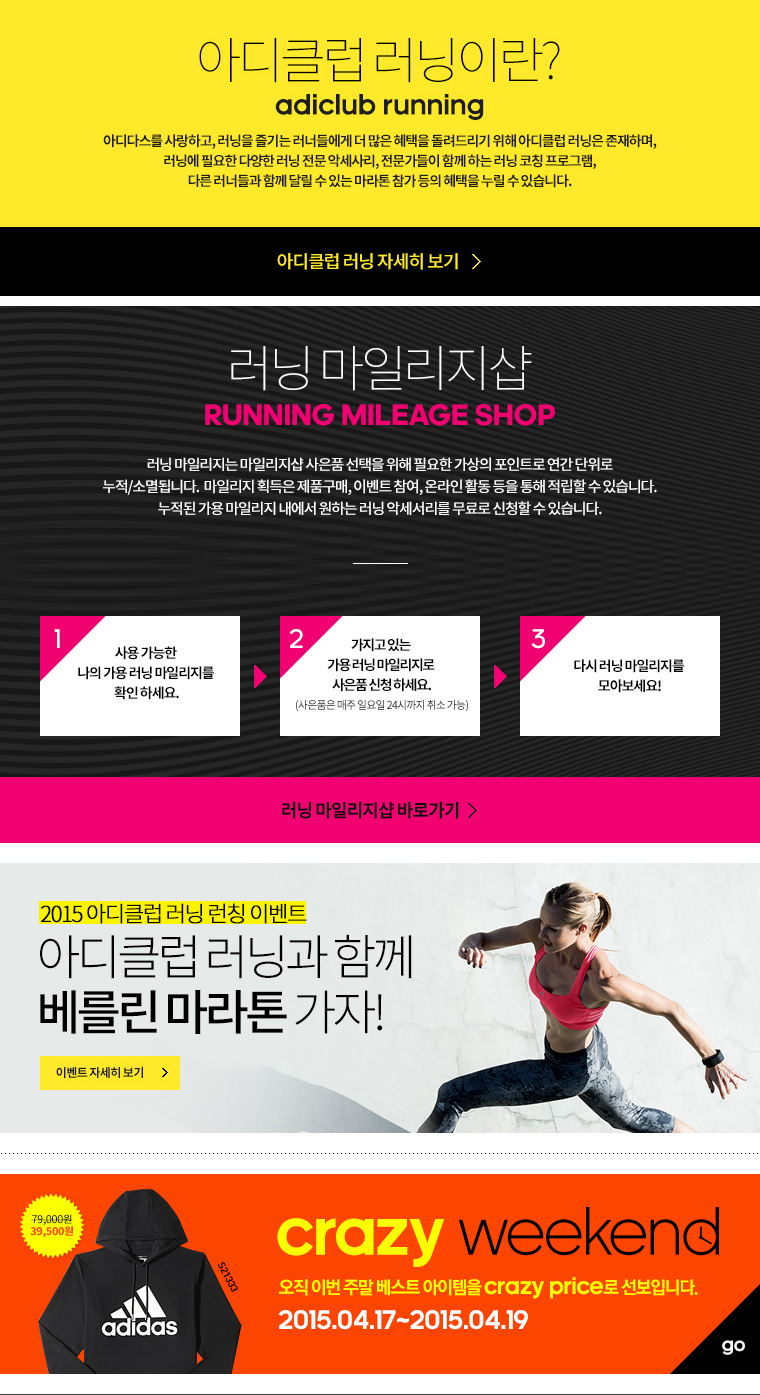 아디클럽 러닝이란?
adiclub running
아디다스를 사랑하고, 러닝을 즐기는 러너들에게 더 많은 혜택을 돌려드리기 위해 아디클럽 러닝은 존재하며,
러닝에 필요한 다양한 러닝 전문 악세사리, 전문가들이 함께 하는 러닝 코칭 프로그램,
다른 러너들과 함께 달릴 수 있는 마라톤 참가 등의 혜택을 누릴 수 있습니다.
아디클럽 러닝 자세히 보기 >
러닝 마일리지샵
RUNNING MILEAGE SHOP
러닝 마일리지는 마일리지샵 사은품 선택을 위해 필요한 가상의 포인트로 연간 단위로
누적/소멸됩니다. 마일리지 획득은 제품구매, 이벤트 참여, 온라인 활동 등을 통해 적립할 수 있습니다.
누적된 가용 마일리지 내에서 원하는 러닝 악세서리를 무료로 신청할 수 있습니다.
1
사용 가능한
나의 가용 러닝 마일리지를
확인 하세요.
2
가지고 있는
가용 러닝 마일리지로
사은품 신청 하세요.
(사은품은 매주 일요일 24시까지 취소 가능)
3
다시 러닝 마일리지를
모아보세요!
러닝 마일리지샵 바로가기 >
2015 아디클럽 러닝 런칭 이벤트
아디클럽 러닝과 함께
베를린 마라톤 가자!
이벤트 자세히 보기 >
79,000원
39,500원
S21333
adidas
crazy weekend
오직 이번 주말 베스트 아이템을 crazy price로 선보입니다.
2015.04.17~2015.04.19
go